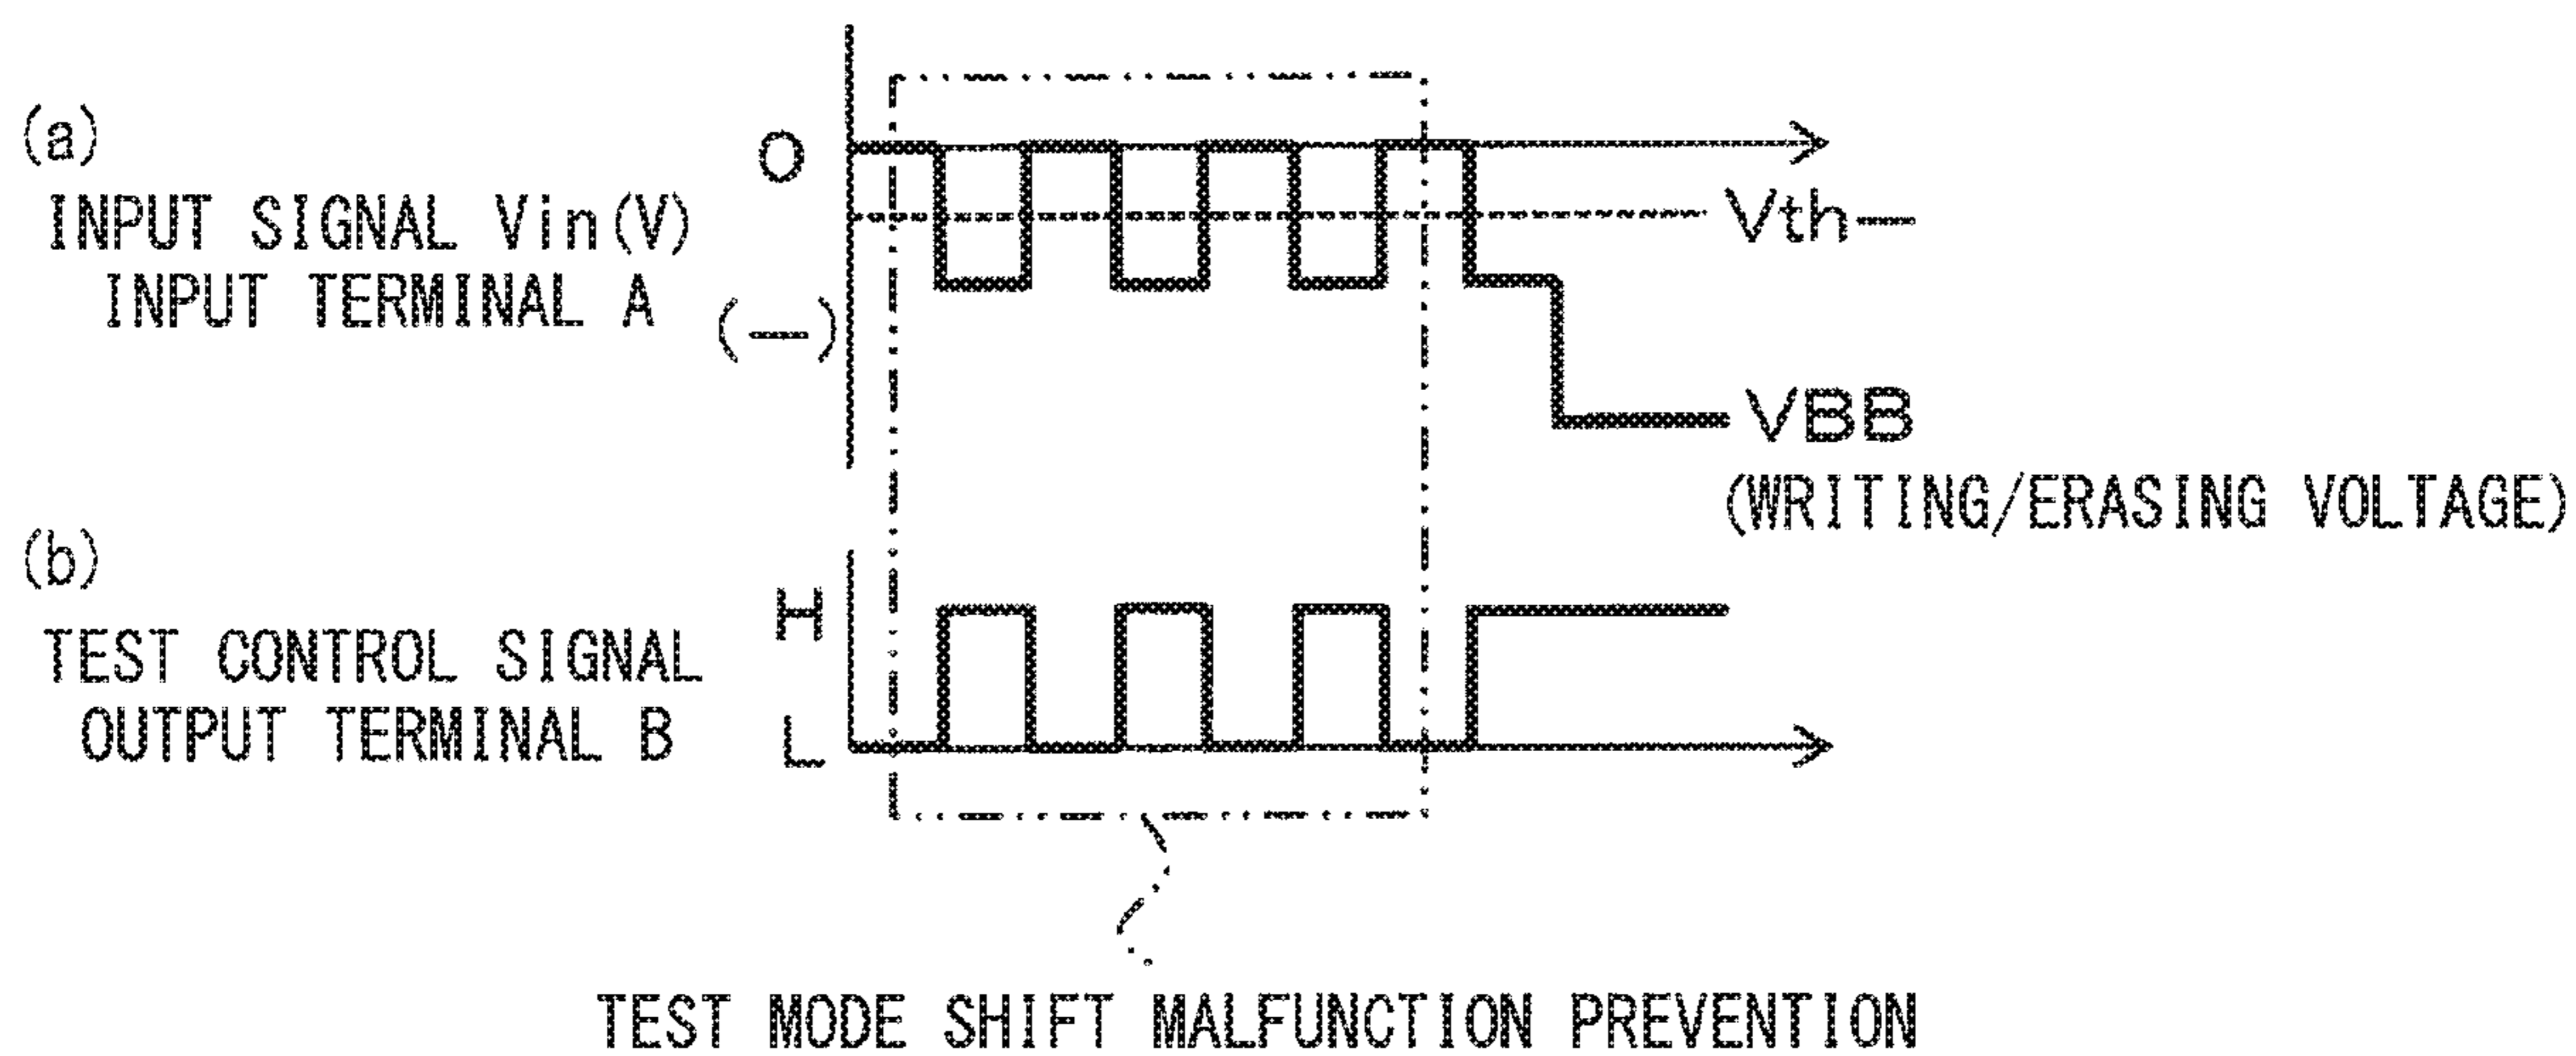 (a)
INPUT SIGNAL Vin(V)
INPUT TERMINAL A
0
(—)
Vth—
VBB
(WRITING/ERASING VOLTAGE)
(b)
TEST CONTROL SIGNAL
OUTPUT TERMINAL B
H
L
TEST MODE SHIFT MALFUNCTION PREVENTION